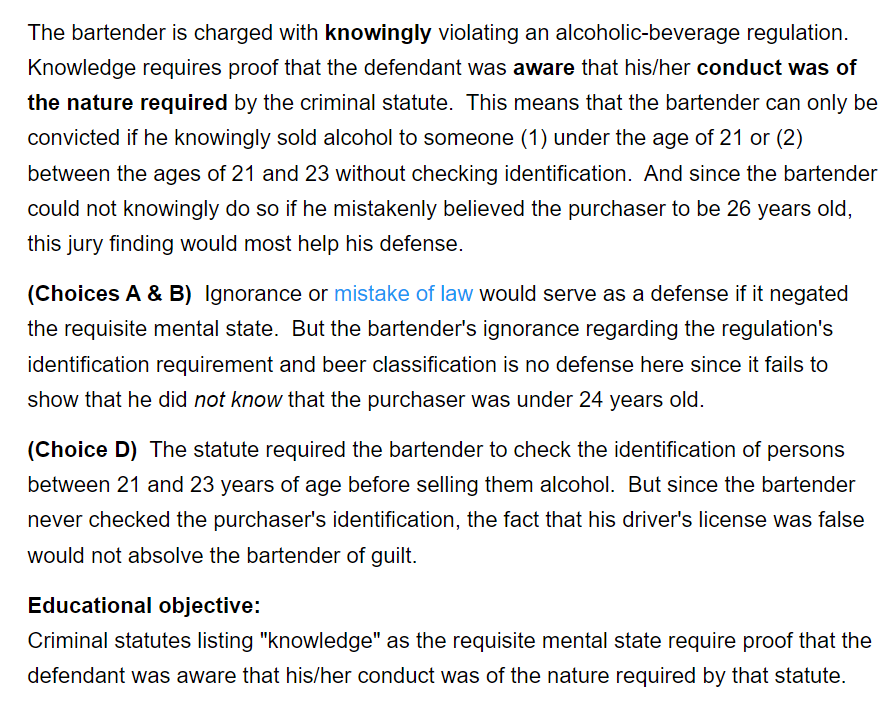 The bartender is charged with knowingly violating an alcoholic-beverage regulation.
Knowledge requires proof that the defendant was aware that his/her conduct was of
the nature required by the criminal statute.  This means that the bartender can only be
convicted if he knowingly sold alcohol to someone (1) under the age of 21 or (2)
between the ages of 21 and 23 without checking identification.  And since the bartender
could not knowingly do so if he mistakenly believed the purchaser to be 26 years old,
this jury finding would most help his defense.
(Choices A & B)  Ignorance or mistake of law would serve as a defense if it negated
the requisite mental state.  But the bartender's ignorance regarding the regulation's
identification requirement and beer classification is no defense here since it fails to
show that he did not know that the purchaser was under 24 years old.
(Choice D)  The statute required the bartender to check the identification of persons
between 21 and 23 years of age before selling them alcohol.  But since the bartender
never checked the purchaser's identification, the fact that his driver's license was false
would not absolve the bartender of guilt.
Educational objective:
Criminal statutes listing "knowledge" as the requisite mental state require proof that the
defendant was aware that his/her conduct was of the nature required by that statute.